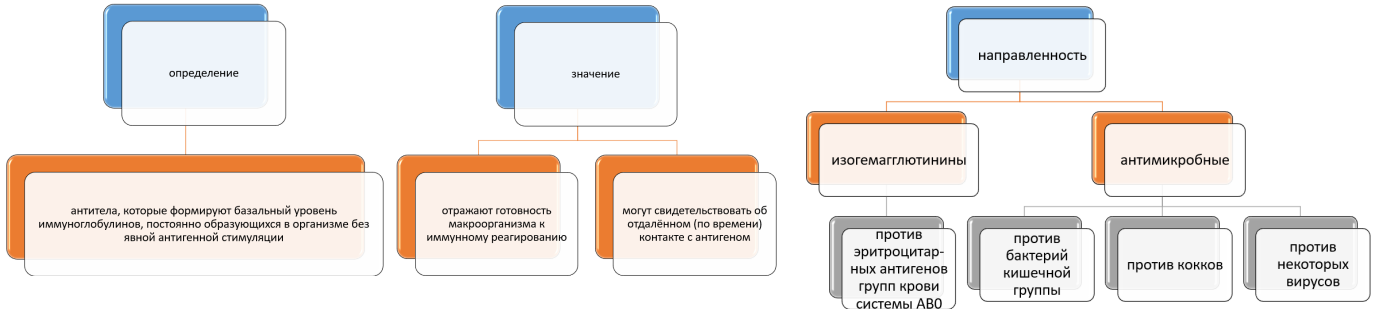 определение
антитела, которые формируют базальный уровень
иммуноглобулинов, постоянно образующихся в организме без
явной антигенной стимуляции
значение
отражают готовность
макроорганизма к
иммунному реагированию
могут свидетельствовать об
отдалённом (по времени)
контакте с антигеном
направленность
изогемагглютинины
антимикробные
против
эритроцитар-
ных антигенов
групп крови
системы АВ0
против
бактерий
кишечной
группы
против кокков
против
некоторых
вирусов